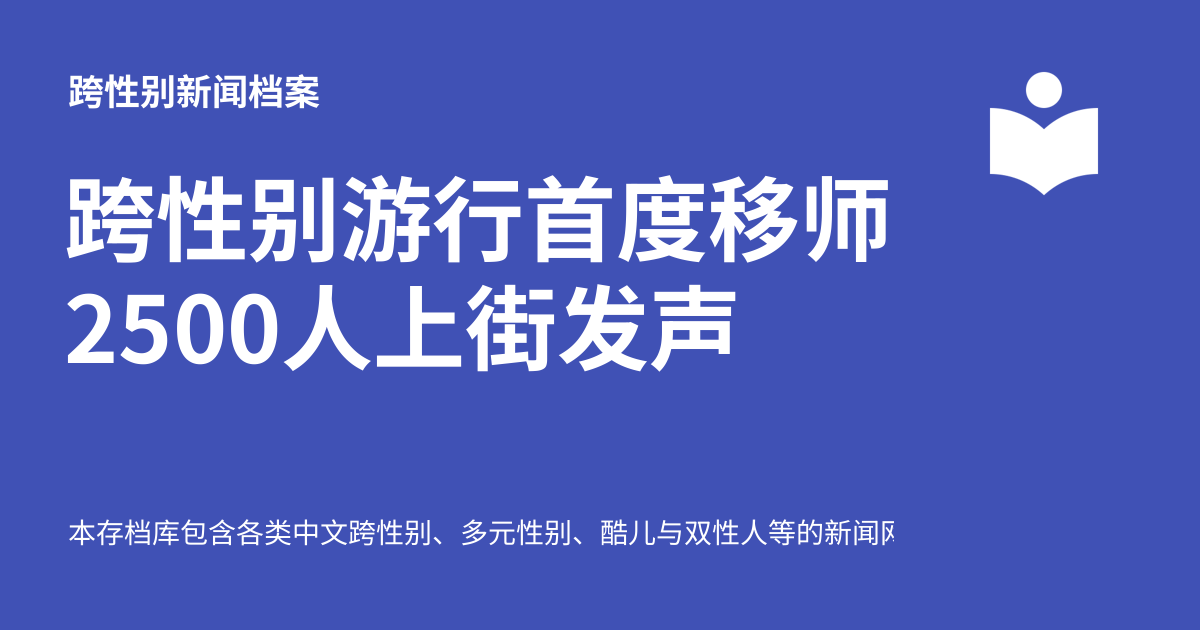 跨性别新闻档案
跨性别游行首度移师
2500人上街发声
本存档库包含各类中文跨性别、多元性别、酷儿与双性人等的新闻网